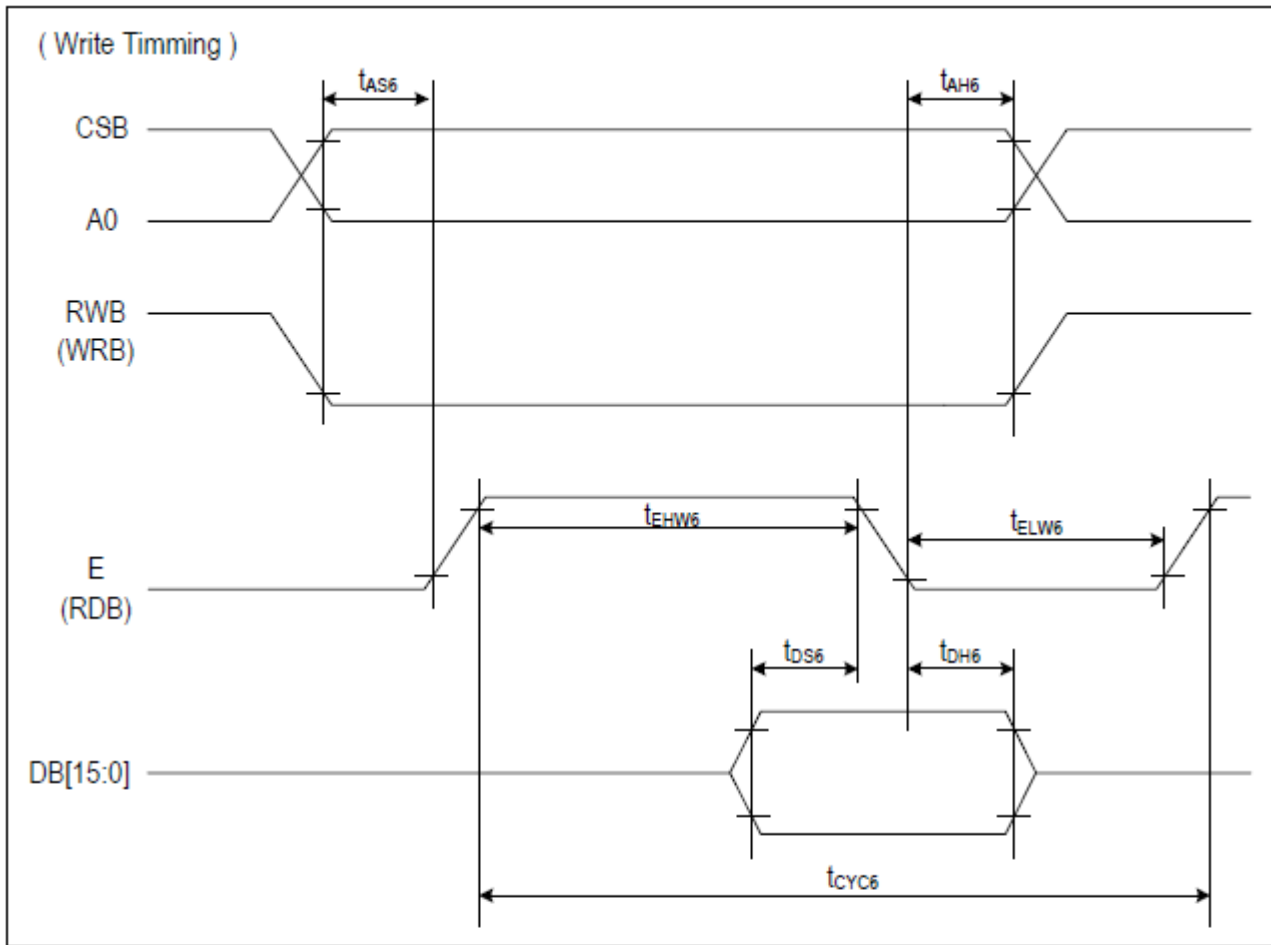 ( Write Timming )
tAS6
tAH6
CSB
A0
RWB
(WRB)
tEHW6
tELW6
E
(RDB)
tDS6
tDH6
DB[15:0]
tCYC6